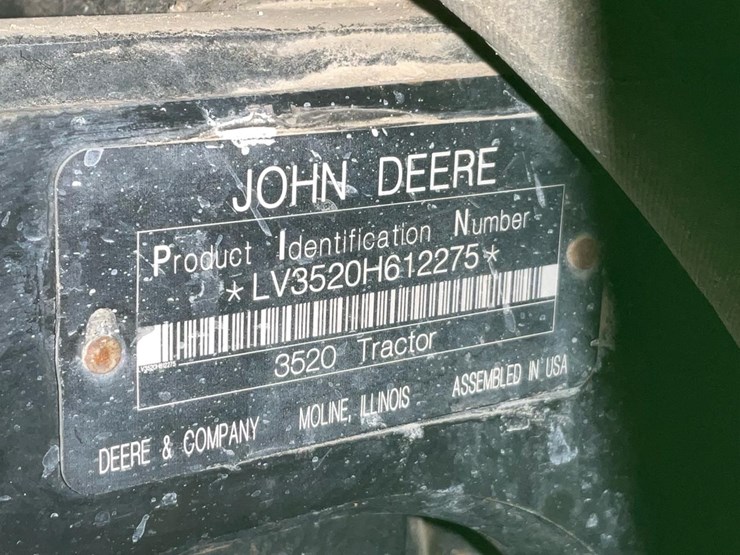 JOHN DEERE
Product Identification Number
*LV3520H612275*
3520 Tractor
DEERE & COMPANY MOLINE, ILLINOIS ASSEMBLED IN USA